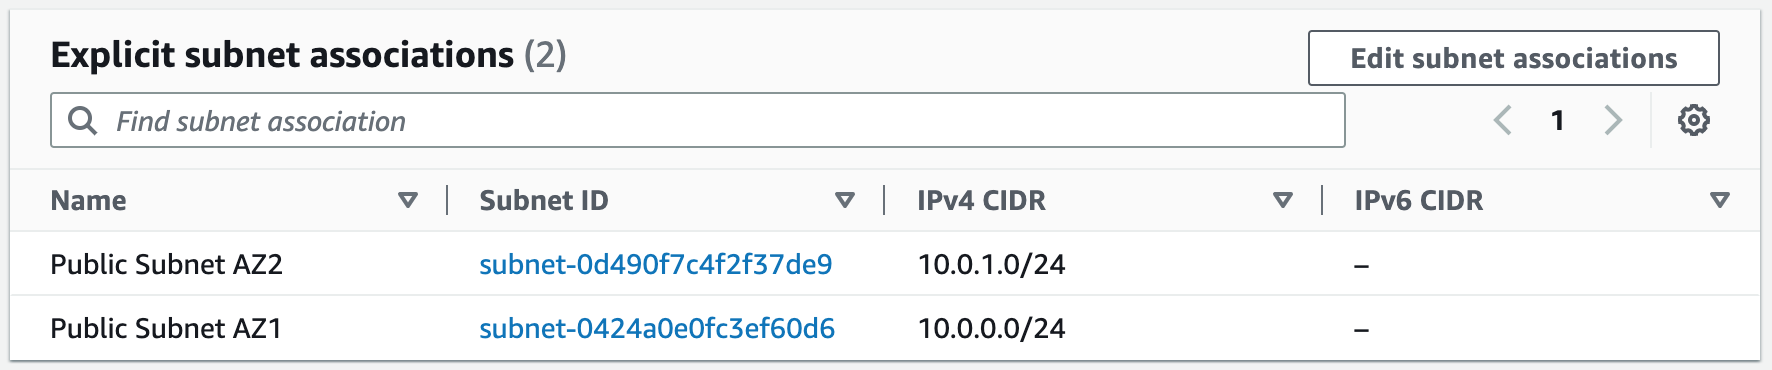 Explicit subnet associations (2)
Edit subnet associations
Find subnet association
1
Name
Subnet ID
IPv4 CIDR
IPv6 CIDR
Public Subnet AZ2 subnet-0d490f7c4f2f37de9 10.0.1.0/24 –
Public Subnet AZ1 subnet-0424a0e0fc3ef60d6 10.0.0.0/24 –